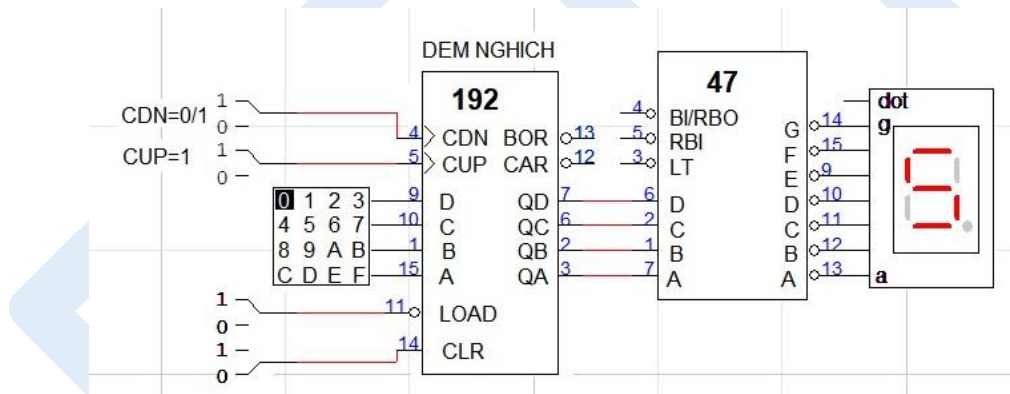 DEM NGHICH
192
47
CDN=0/1
1
0
4
CDN
BOR
13
CUP=1
1
0
5
CUP
CAR
12
0 1 2 3
4 5 6 7
8 9 A B
C D E F
9
D
QD
7
10
C
QC
6
1
B
QB
2
15
A
QA
3
1
0
11
LOAD
1
0
14
CLR
4
BI/RBO
5
RBI
3
LT
6
D
2
C
1
B
7
A
G
14
F
15
E
9
D
10
C
11
B
12
A
13
dot
g
a
5